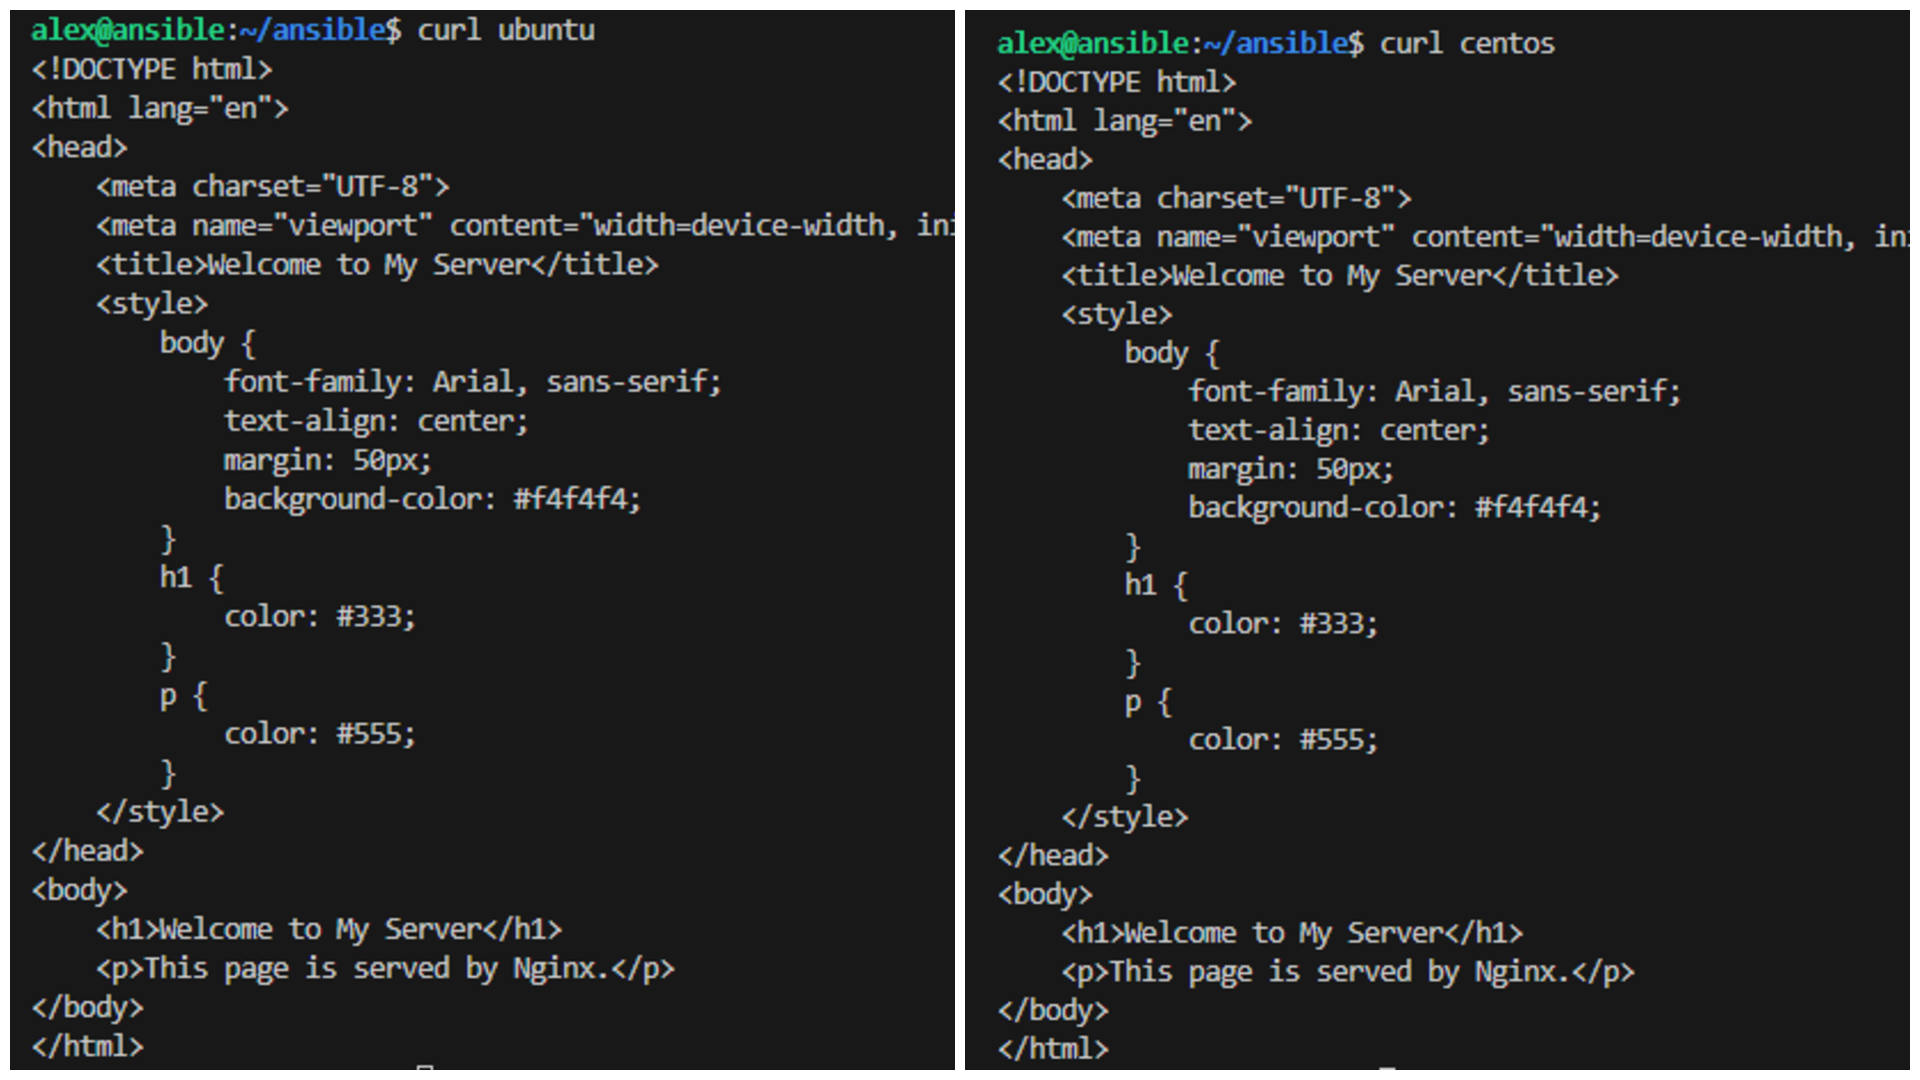 alex@ansible:~/ansible$ curl ubuntu
<!DOCTYPE html>
<html lang="en">
<head>
    <meta charset="UTF-8">
    <meta name="viewport" content="width=device-width, ini
    <title>Welcome to My Server</title>
    <style>
        body {
            font-family: Arial, sans-serif;
            text-align: center;
            margin: 50px;
            background-color: #f4f4f4;
        }
        h1 {
            color: #333;
        }
        p {
            color: #555;
        }
    </style>
</head>
<body>
    <h1>Welcome to My Server</h1>
    <p>This page is served by Nginx.</p>
</body>
</html>
alex@ansible:~/ansible$ curl centos
<!DOCTYPE html>
<html lang="en">
<head>
    <meta charset="UTF-8">
    <meta name="viewport" content="width=device-width, ini
    <title>Welcome to My Server</title>
    <style>
        body {
            font-family: Arial, sans-serif;
            text-align: center;
            margin: 50px;
            background-color: #f4f4f4;
        }
        h1 {
            color: #333;
        }
        p {
            color: #555;
        }
    </style>
</head>
<body>
    <h1>Welcome to My Server</h1>
    <p>This page is served by Nginx.</p>
</body>
</html>